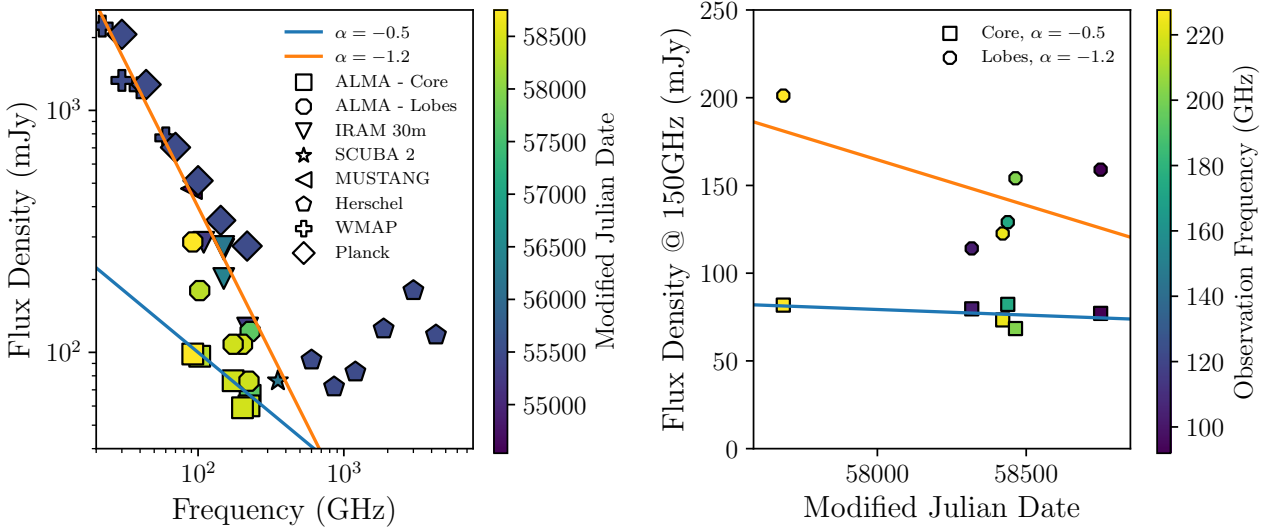 Flux Density (mJy)
10³
10²
10²
10³
Frequency (GHz)
α = −0.5
α = −1.2
ALMA - Core
ALMA - Lobes
IRAM 30m
SCUBA 2
MUSTANG
Herschel
WMAP
Planck
58500
58000
57500
57000
56500
56000
55500
55000
Modified Julian Date
Flux Density @ 150GHz (mJy)
250
200
150
100
50
0
58000
58500
Modified Julian Date
Core, α = −0.5
Lobes, α = −1.2
220
200
180
160
140
120
100
Observation Frequency (GHz)